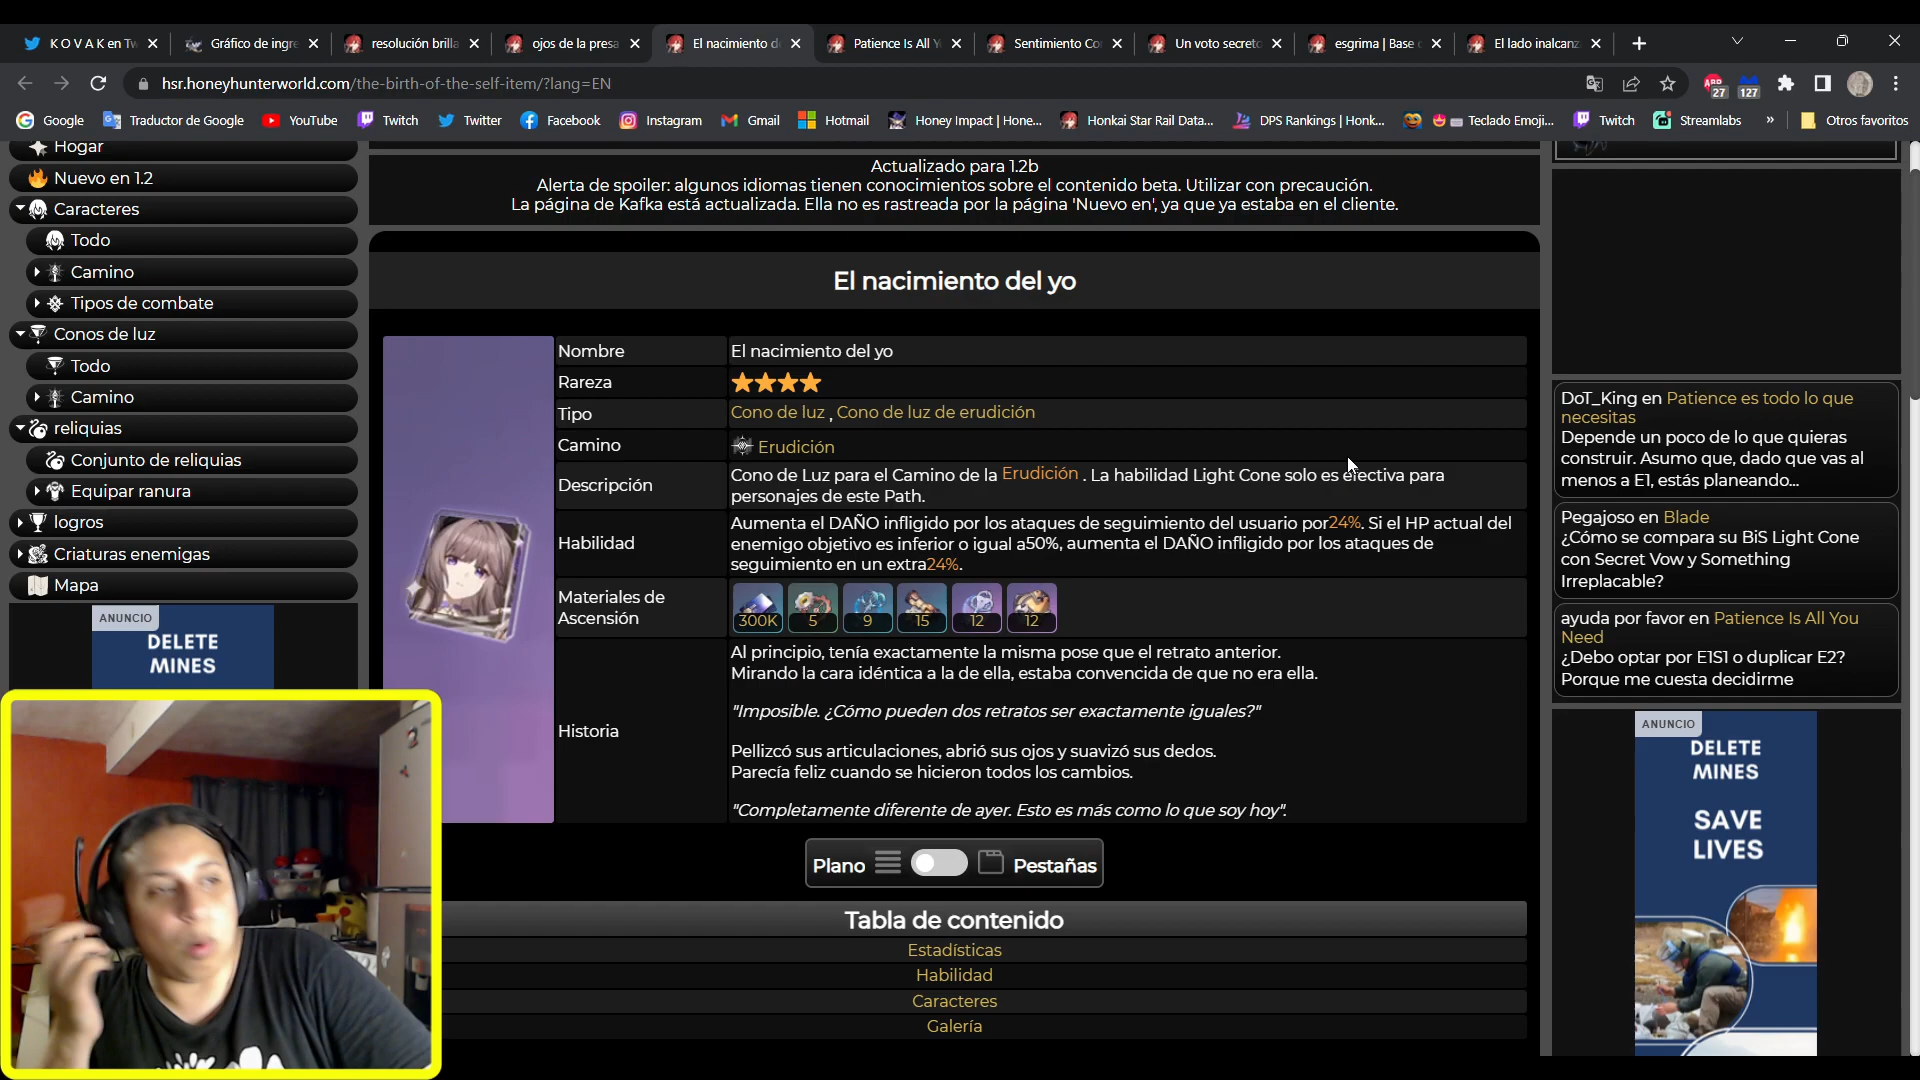 K O V A K en Tw
Gráfico de ingre
resolución brilla
ojos de la presa
El nacimiento d
Patience Is All Y
Sentimiento Co
Un voto secreto
esgrima | Base d
El lado inalcanz
hsr.honeyhunterworld.com/the-birth-of-the-self-item/?lang=EN
27
127
Google
Traductor de Google
YouTube
Twitch
Twitter
Facebook
Instagram
Gmail
Hotmail
Honey Impact | Hone...
Honkai Star Rail Data...
DPS Rankings | Honk...
Teclado Emoji...
Twitch
Streamlabs
»
Otros favoritos
Hogar
Nuevo en 1.2
Caracteres
Todo
Camino
Tipos de combate
Conos de luz
Todo
Camino
reliquias
Conjunto de reliquias
Equipar ranura
logros
Criaturas enemigas
Mapa
ANUNCIO
DELETE
MINES
Actualizado para 1.2b
Alerta de spoiler: algunos idiomas tienen conocimientos sobre el contenido beta. Utilizar con precaución.
La página de Kafka está actualizada. Ella no es rastreada por la página 'Nuevo en', ya que ya estaba en el cliente.
El nacimiento del yo
Nombre
El nacimiento del yo
Rareza
Tipo
Cono de luz , Cono de luz de erudición
Camino
Erudición
Descripción
Cono de Luz para el Camino de la Erudición . La habilidad Light Cone solo es efectiva para
personajes de este Path.
Habilidad
Aumenta el DAÑO infligido por los ataques de seguimiento del usuario por24%. Si el HP actual del
enemigo objetivo es inferior o igual a50%, aumenta el DAÑO infligido por los ataques de
seguimiento en un extra24%.
Materiales de
Ascensión
300K
5
9
15
12
12
Historia
Al principio, tenía exactamente la misma pose que el retrato anterior.
Mirando la cara idéntica a la de ella, estaba convencida de que no era ella.
"Imposible. ¿Cómo pueden dos retratos ser exactamente iguales?"
Pellizcó sus articulaciones, abrió sus ojos y suavizó sus dedos.
Parecía feliz cuando se hicieron todos los cambios.
"Completamente diferente de ayer. Esto es más como lo que soy hoy".
Plano
Pestañas
Tabla de contenido
Estadísticas
Habilidad
Caracteres
Galería
DoT_King en Patience es todo lo que
necesitas
Depende un poco de lo que quieras
construir. Asumo que, dado que vas al
menos a E1, estás planeando...
Pegajoso en Blade
¿Cómo se compara su BiS Light Cone
con Secret Vow y Something
Irreplacable?
ayuda por favor en Patience Is All You
Need
¿Debo optar por E1S1 o duplicar E2?
Porque me cuesta decidirme
ANUNCIO
DELETE
MINES
SAVE
LIVES